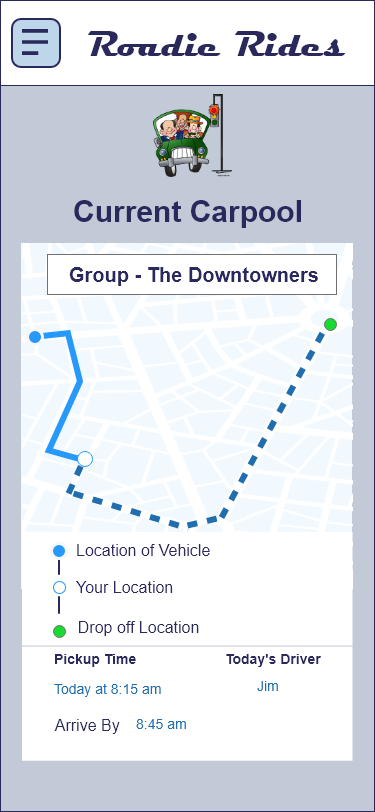 Roadie Rides
Current Carpool
Group - The Downtowners
Location of Vehicle
Your Location
Drop off Location
Pickup Time
Today's Driver
Today at 8:15 am
Jim
Arrive By 8:45 am